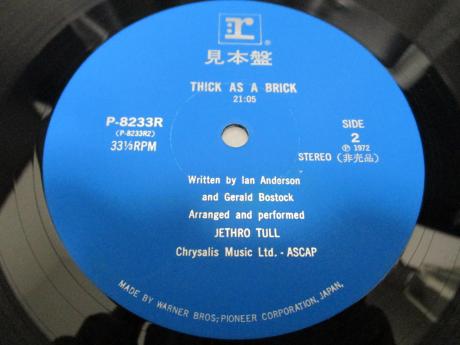 r
®
見本盤
THICK AS A BRICK
21:05
P-8233R
(P-8233R2)
33⅓RPM
SIDE
2
Ⓟ 1972
STEREO (非売品)
Written by Ian Anderson
and Gerald Bostock
Arranged and performed
JETHRO TULL
Chrysalis Music Ltd. - ASCAP
MADE BY WARNER BROS; PIONEER CORPORATION, JAPAN,